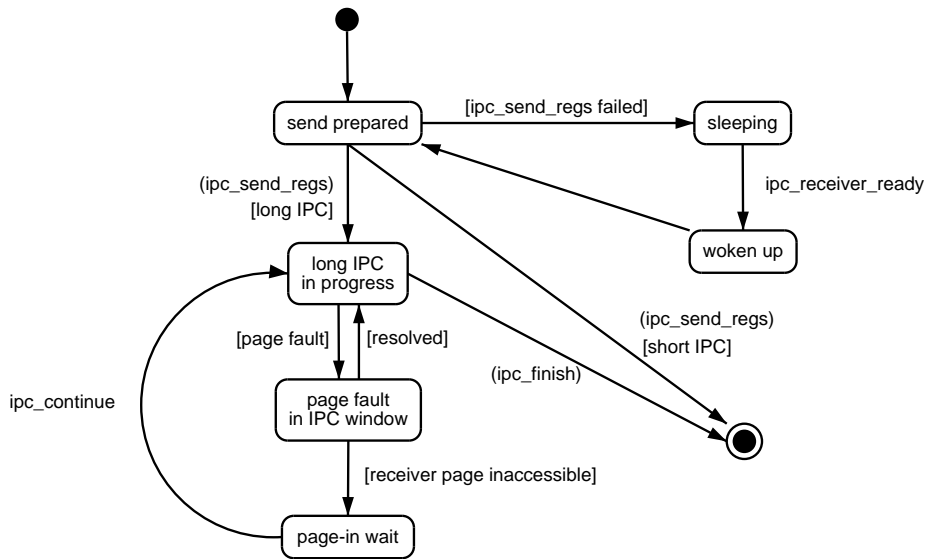 [ipc_send_regs failed]
send prepared
sleeping
(ipc_send_regs)
[long IPC]
ipc_receiver_ready
woken up
long IPC
in progress
(ipc_send_regs)
[short IPC]
[page fault]
[resolved]
(ipc_finish)
ipc_continue
page fault
in IPC window
[receiver page inaccessible]
page-in wait